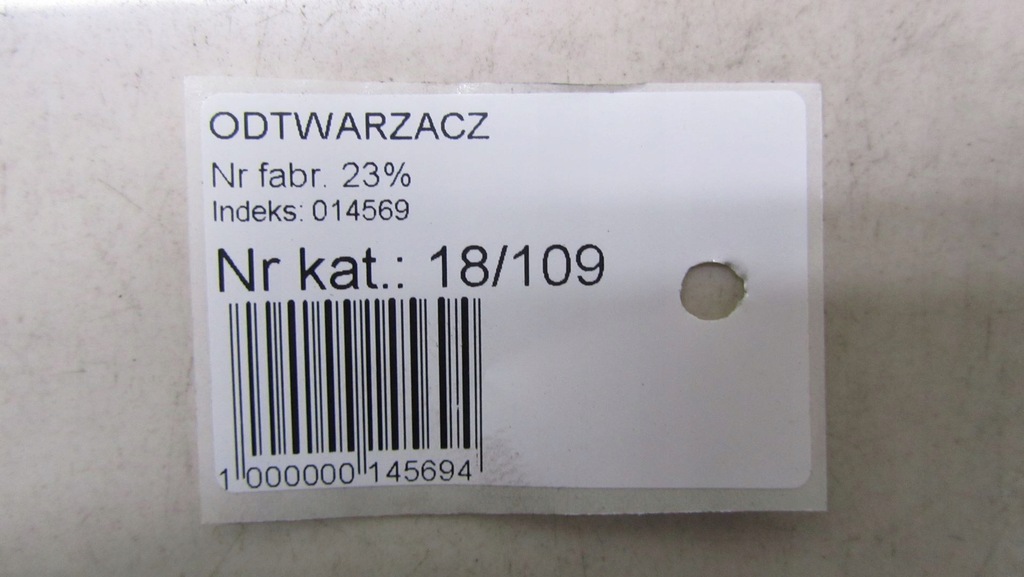 ODTWARZACZ
Nr fabr. 23%
Indeks: 014569
Nr kat.: 18/109
1 000000 145694